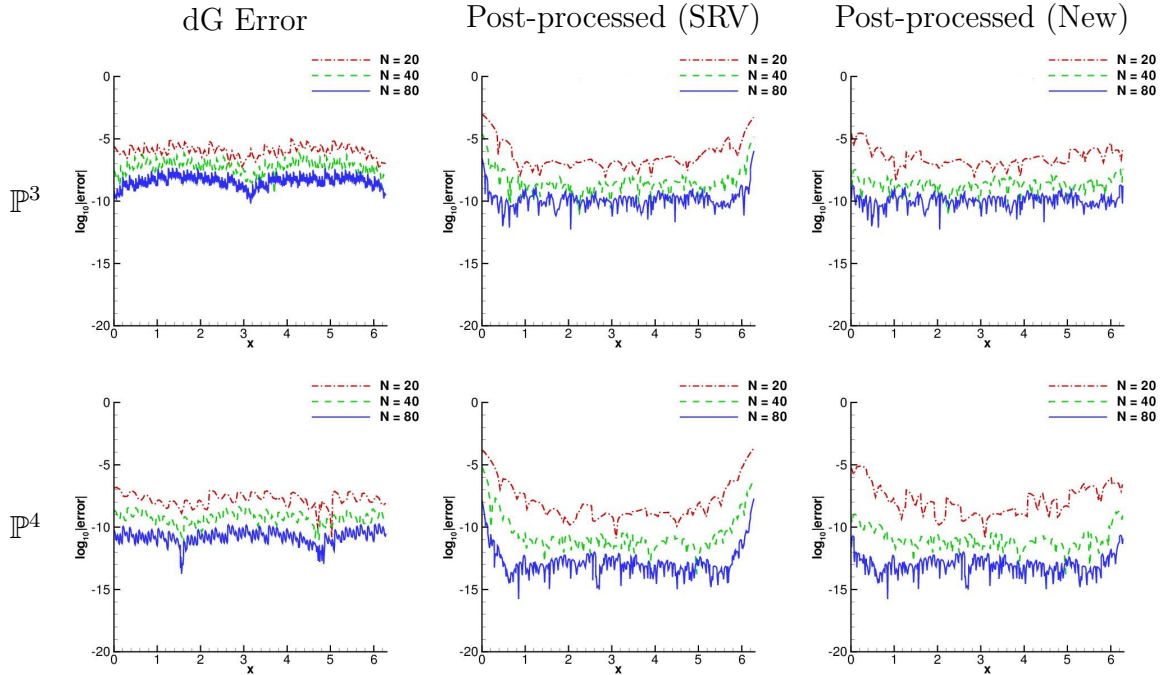 dG Error
Post-processed (SRV)
Post-processed (New)
ℙ³
N = 20
N = 40
N = 80
log₁₀|error|
0
-5
-10
-15
-20
0 1 2 3 4 5 6
x
N = 20
N = 40
N = 80
log₁₀|error|
0
-5
-10
-15
-20
0 1 2 3 4 5 6
x
N = 20
N = 40
N = 80
log₁₀|error|
0
-5
-10
-15
-20
0 1 2 3 4 5 6
x
ℙ⁴
N = 20
N = 40
N = 80
log₁₀|error|
0
-5
-10
-15
-20
0 1 2 3 4 5 6
x
N = 20
N = 40
N = 80
log₁₀|error|
0
-5
-10
-15
-20
0 1 2 3 4 5 6
x
N = 20
N = 40
N = 80
log₁₀|error|
0
-5
-10
-15
-20
0 1 2 3 4 5 6
x